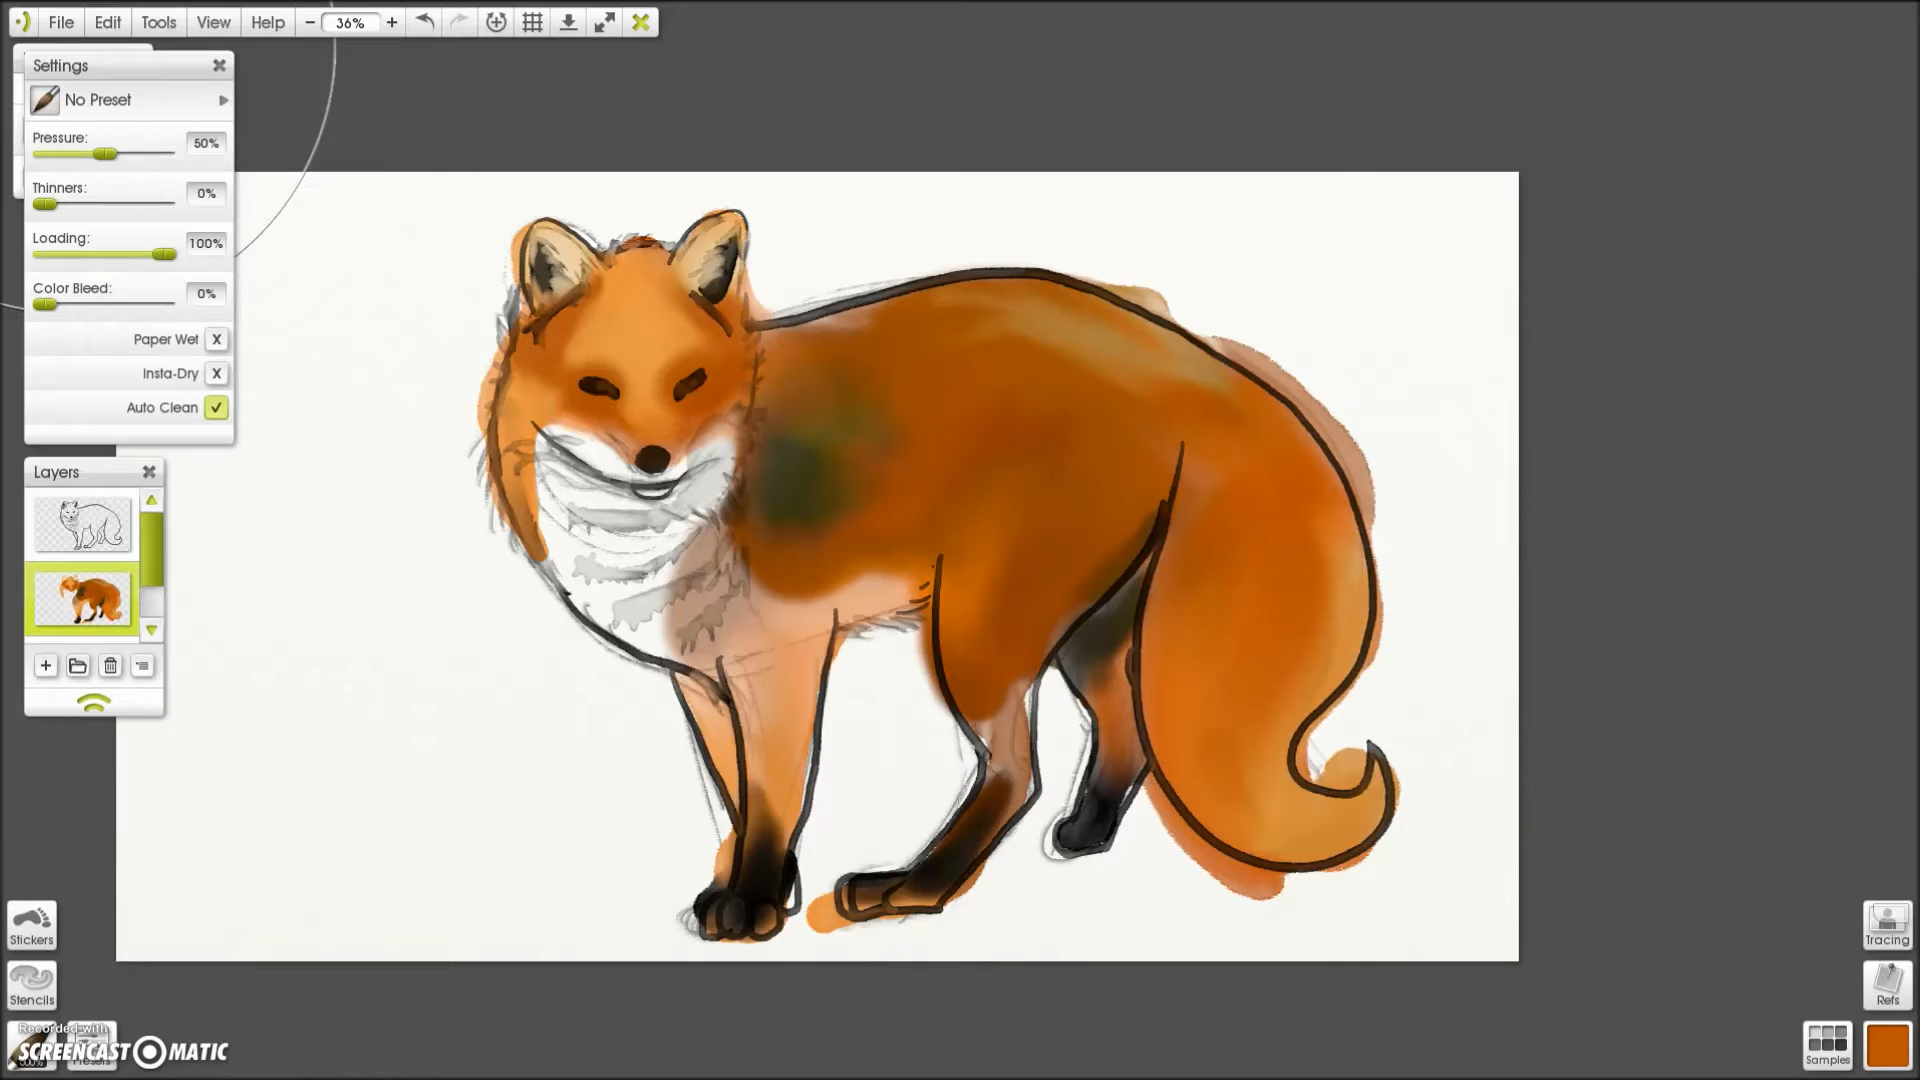 File Edit Tools View Help − 36% +
Settings
No Preset
Pressure: 50%
Thinners: 0%
Loading: 100%
Color Bleed: 0%
Paper Wet X
Insta-Dry X
Auto Clean
Layers
Stickers
Stencils
Tracing
Refs
Samples
Recorded with
SCREENCAST MATIC